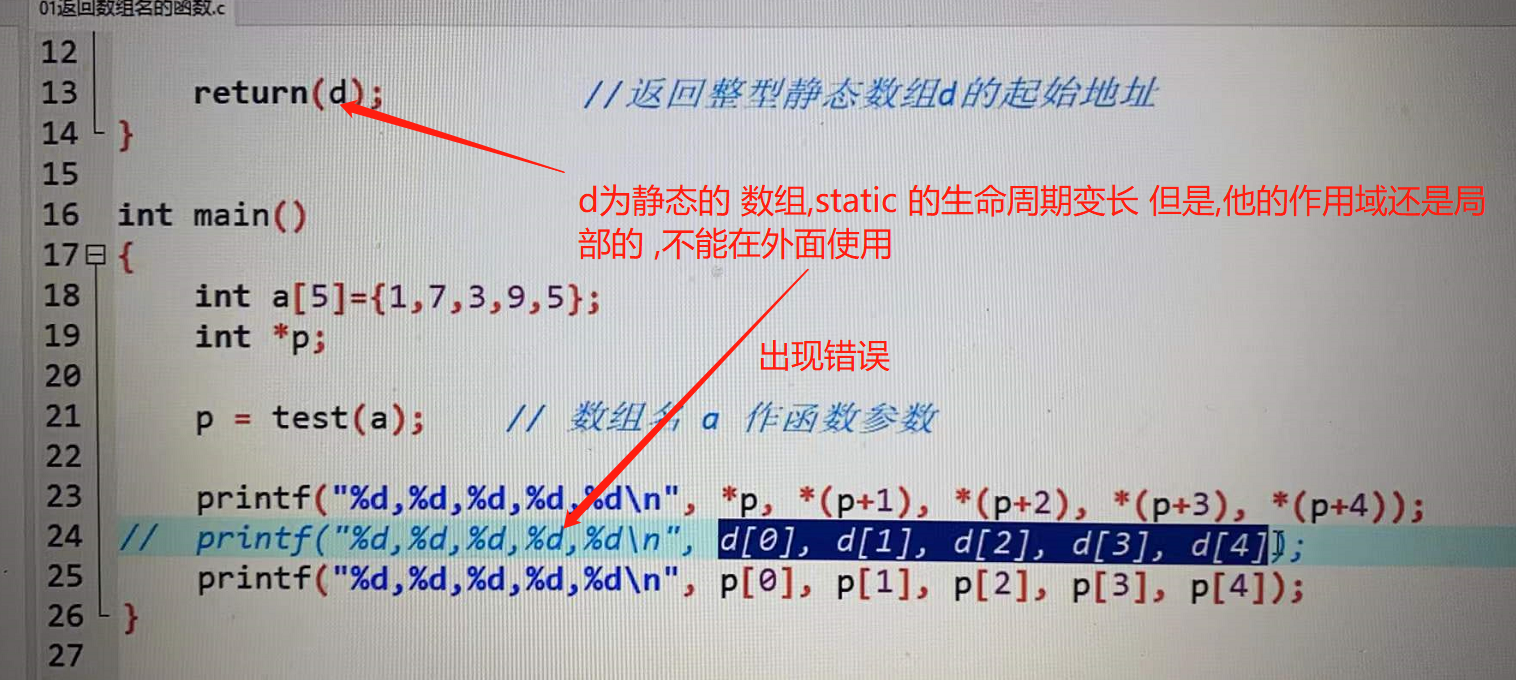 01返回数组名的函数.c
12
13 return(d); //返回整型静态数组d的起始地址
14 }
15
d为静态的 数组,static 的生命周期变长 但是,他的作用域还是局
部的 ,不能在外面使用
16 int main()
17 {
18 int a[5]={1,7,3,9,5};
19 int *p;
出现错误
20
21 p = test(a); // 数组名 a 作函数参数
22
23 printf("%d,%d,%d,%d,%d\n", *p, *(p+1), *(p+2), *(p+3), *(p+4));
24 // printf("%d,%d,%d,%d,%d\n", d[0], d[1], d[2], d[3], d[4]);
25 printf("%d,%d,%d,%d,%d\n", p[0], p[1], p[2], p[3], p[4]);
26 }
27